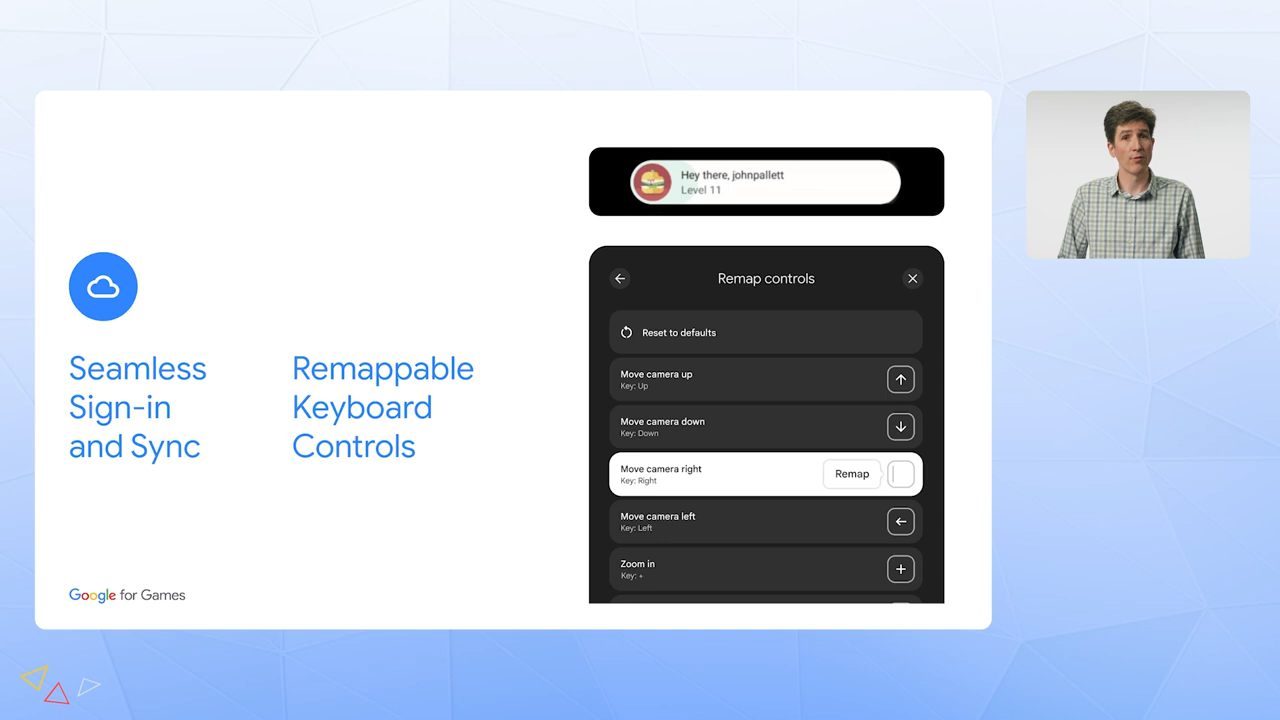 Seamless
Sign-in
and Sync
Remappable
Keyboard
Controls
Google for Games
Hey there, johnpallett
Level 11
Remap controls
Reset to defaults
Move camera up
Key: Up
Move camera down
Key: Down
Move camera right
Key: Right
Remap
Move camera left
Key: Left
Zoom in
Key: +